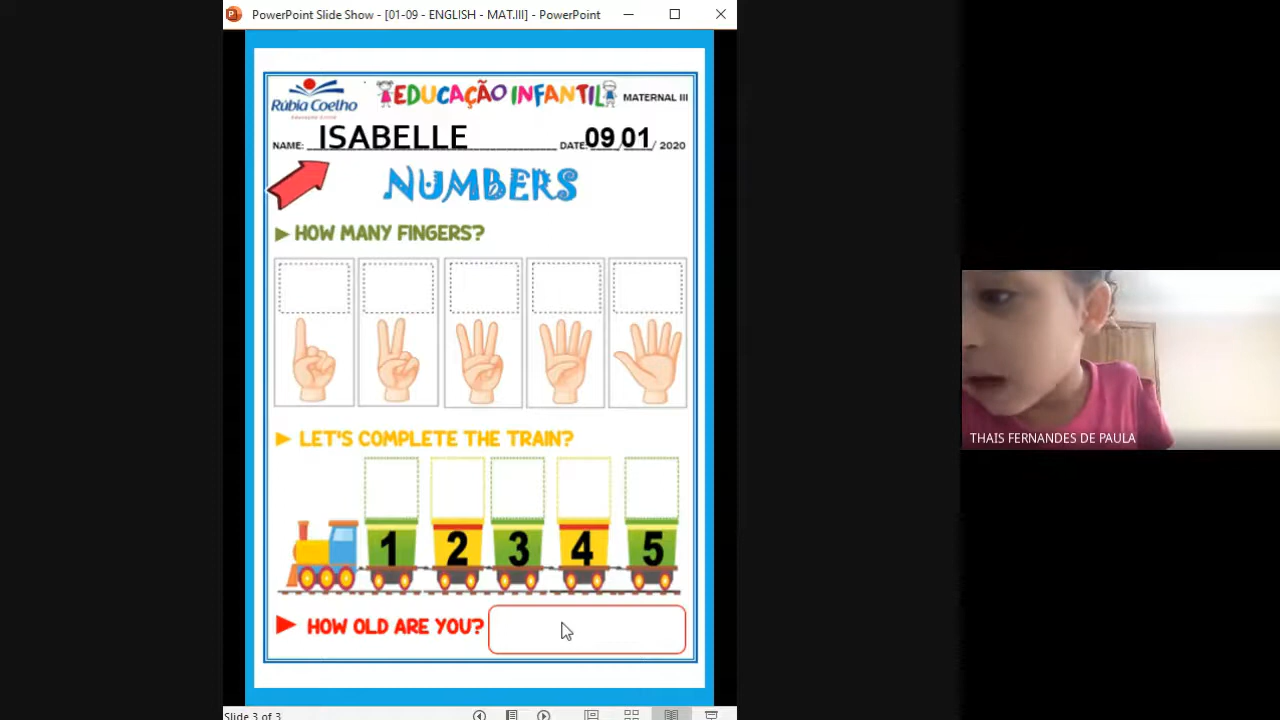 PowerPoint Slide Show - [01-09 - ENGLISH - MAT.III] - PowerPoint
Rúbia Coelho
EDUCAÇÃO INFANTIL
MATERNAL III
NAME: ISABELLE DATE: 09/01/2020
NUMBERS
HOW MANY FINGERS?
LET'S COMPLETE THE TRAIN?
1 2 3 4 5
HOW OLD ARE YOU?
THAIS FERNANDES DE PAULA
Slide 3 of 3